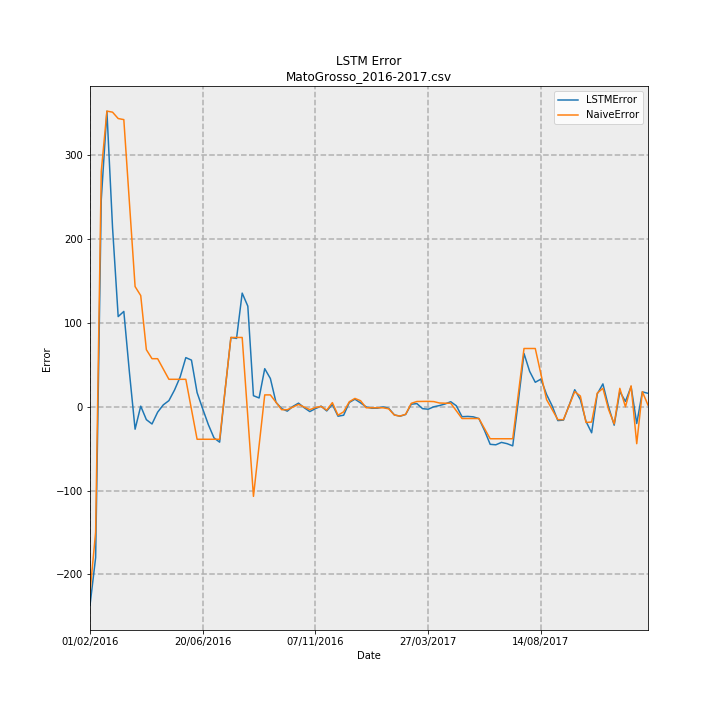 LSTM Error
MatoGrosso_2016-2017.csv
LSTMError
NaiveError
Error
300
200
100
0
−100
−200
01/02/2016
20/06/2016
07/11/2016
27/03/2017
14/08/2017
Date